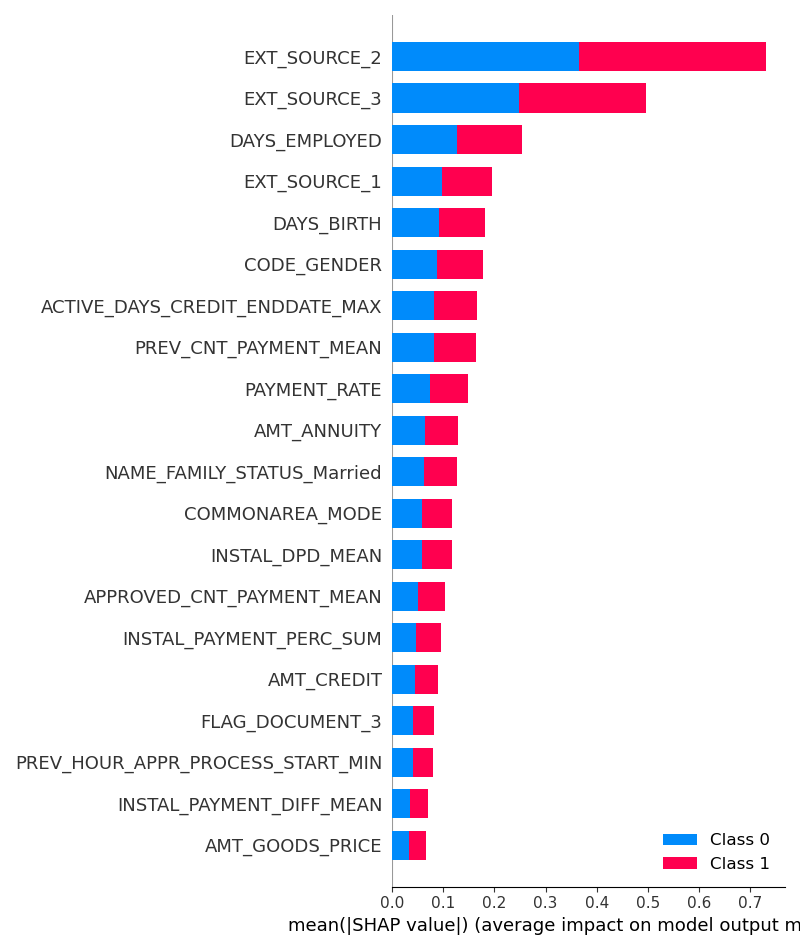 EXT_SOURCE_2
EXT_SOURCE_3
DAYS_EMPLOYED
EXT_SOURCE_1
DAYS_BIRTH
CODE_GENDER
ACTIVE_DAYS_CREDIT_ENDDATE_MAX
PREV_CNT_PAYMENT_MEAN
PAYMENT_RATE
AMT_ANNUITY
NAME_FAMILY_STATUS_Married
COMMONAREA_MODE
INSTAL_DPD_MEAN
APPROVED_CNT_PAYMENT_MEAN
INSTAL_PAYMENT_PERC_SUM
AMT_CREDIT
FLAG_DOCUMENT_3
PREV_HOUR_APPR_PROCESS_START_MIN
INSTAL_PAYMENT_DIFF_MEAN
AMT_GOODS_PRICE
Class 0
Class 1
0.0 0.1 0.2 0.3 0.4 0.5 0.6 0.7
mean(|SHAP value|) (average impact on model output m